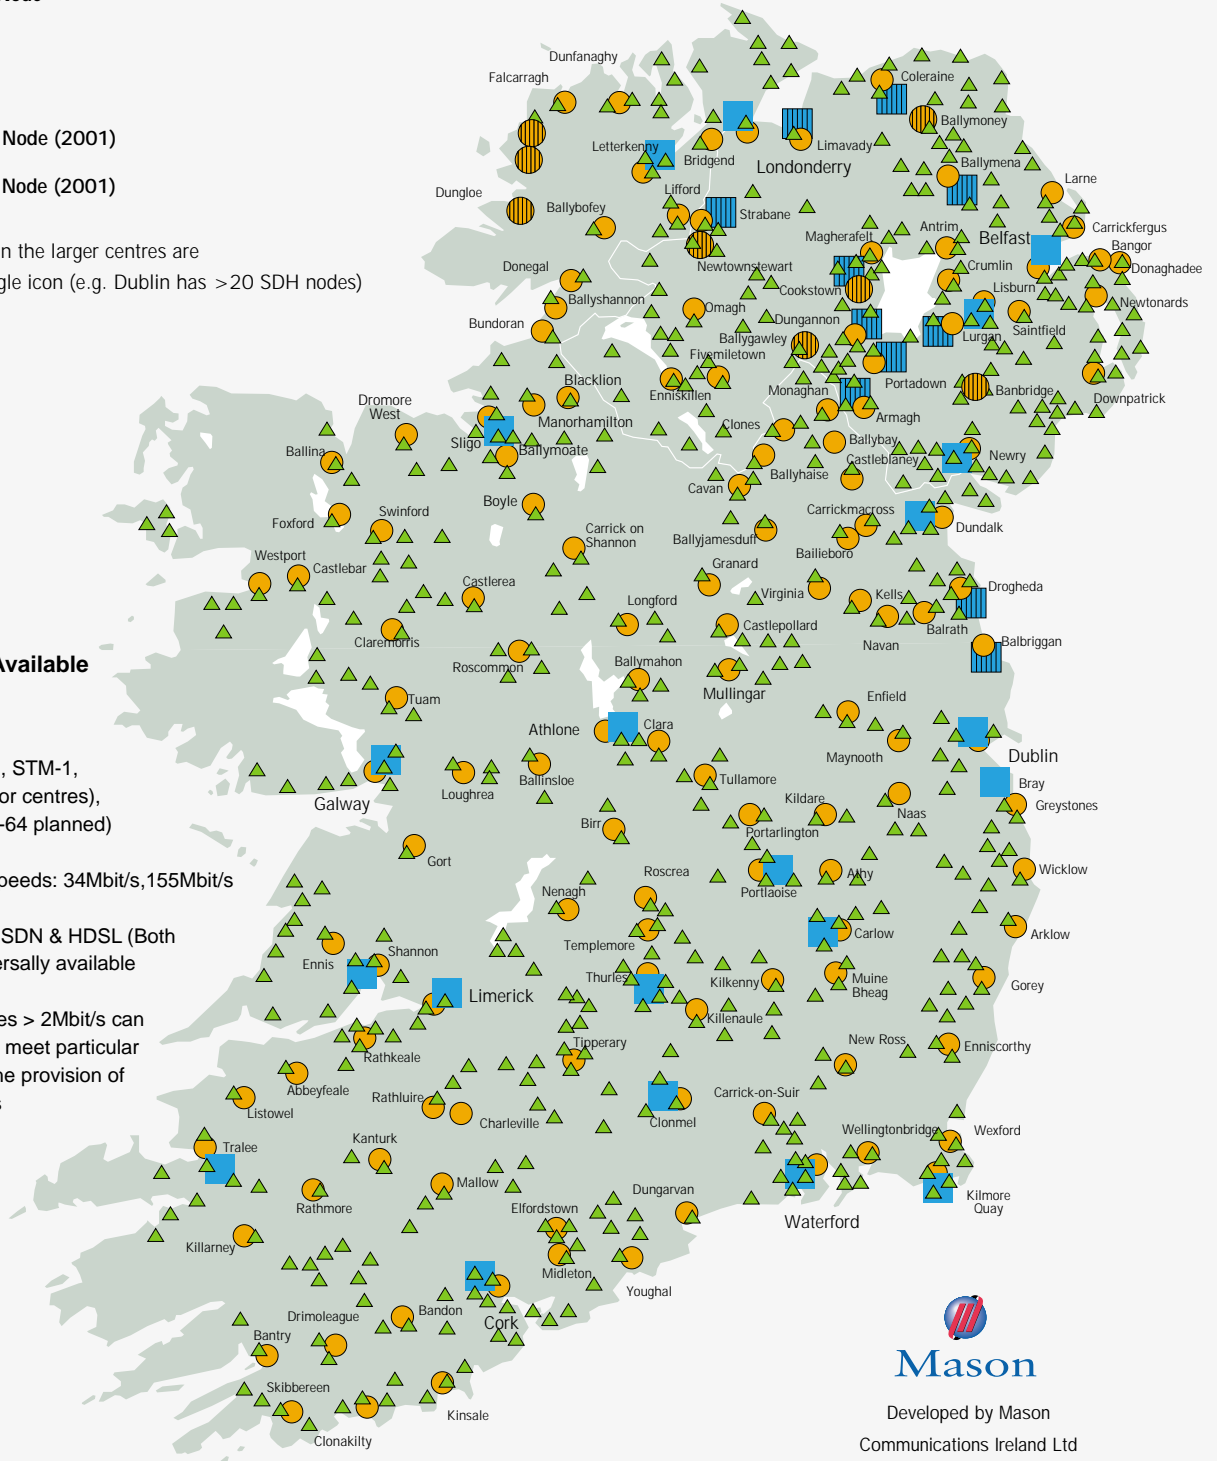 Node (2001)
Node (2001)
n the larger centres are
gle icon (e.g. Dublin has >20 SDH nodes)
Available
, STM-1,
or centres),
-64 planned)
peeds: 34Mbit/s,155Mbit/s
SDN & HDSL (Both
ersally available
es > 2Mbit/s can
meet particular
ne provision of
s
Dunfanaghy
Falcarragh
Coleraine
Ballymoney
Letterkenny
Bridgend
Limavady
Londonderry
Ballymena
Larne
Dungloe
Lifford
Ballybofey
Strabane
Carrickfergus
Magherafelt
Antrim
Belfast
Bangor
Donaghadee
Donegal
Newtownstewart
Crumlin
Cookstown
Lisburn
Ballyshannon
Omagh
Newtonards
Bundoran
Dungannon
Saintfield
Ballygawley
Lurgan
Fivemiletown
Blacklion
Enniskillen
Monaghan
Portadown
Banbridge
Downpatrick
Dromore
West
Manorhamilton
Clones
Armagh
Sligo
Ballymoate
Ballybay
Ballina
Castleblaney
Newry
Ballyhaise
Cavan
Boyle
Carrickmacross
Foxford
Swinford
Carrick on
Shannon
Dundalk
Ballyjamesduff
Bailieboro
Westport
Castlebar
Granard
Castlerea
Virginia
Kells
Drogheda
Longford
Castlepollard
Balrath
Claremorris
Navan
Balbriggan
Roscommon
Ballymahon
Mullingar
Tuam
Enfield
Athlone
Clara
Maynooth
Dublin
Ballinsloe
Tullamore
Bray
Galway
Loughrea
Kildare
Greystones
Naas
Birr
Portarlington
Gort
Roscrea
Wicklow
Athy
Nenagh
Portlaoise
Arklow
Templemore
Carlow
Ennis
Shannon
Thurles
Kilkenny
Muine
Bheag
Gorey
Limerick
Killenaule
Rathkeale
Tipperary
New Ross
Enniscorthy
Abbeyfeale
Listowel
Rathluire
Charleville
Carrick-on-Suir
Clonmel
Tralee
Kanturk
Wellingtonbridge
Wexford
Mallow
Dungarvan
Rathmore
Elfordstown
Kilmore
Quay
Waterford
Killarney
Midleton
Youghal
Drimoleague
Bandon
Cork
Bantry
Skibbereen
Kinsale
Clonakilty
Mason
Developed by Mason
Communications Ireland Ltd